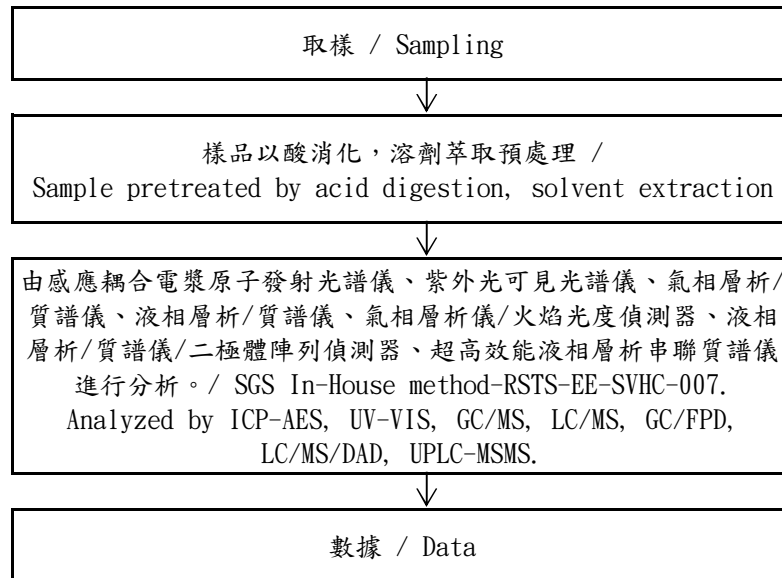 取樣 / Sampling
樣品以酸消化，溶劑萃取預處理 /
Sample pretreated by acid digestion, solvent extraction
由感應耦合電漿原子發射光譜儀、紫外光可見光譜儀、氣相層析/
質譜儀、液相層析/質譜儀、氣相層析儀/火焰光度偵測器、液相
層析/質譜儀/二極體陣列偵測器、超高效能液相層析串聯質譜儀
進行分析。/ SGS In-House method-RSTS-EE-SVHC-007.
Analyzed by ICP-AES, UV-VIS, GC/MS, LC/MS, GC/FPD,
LC/MS/DAD, UPLC-MSMS.
數據 / Data